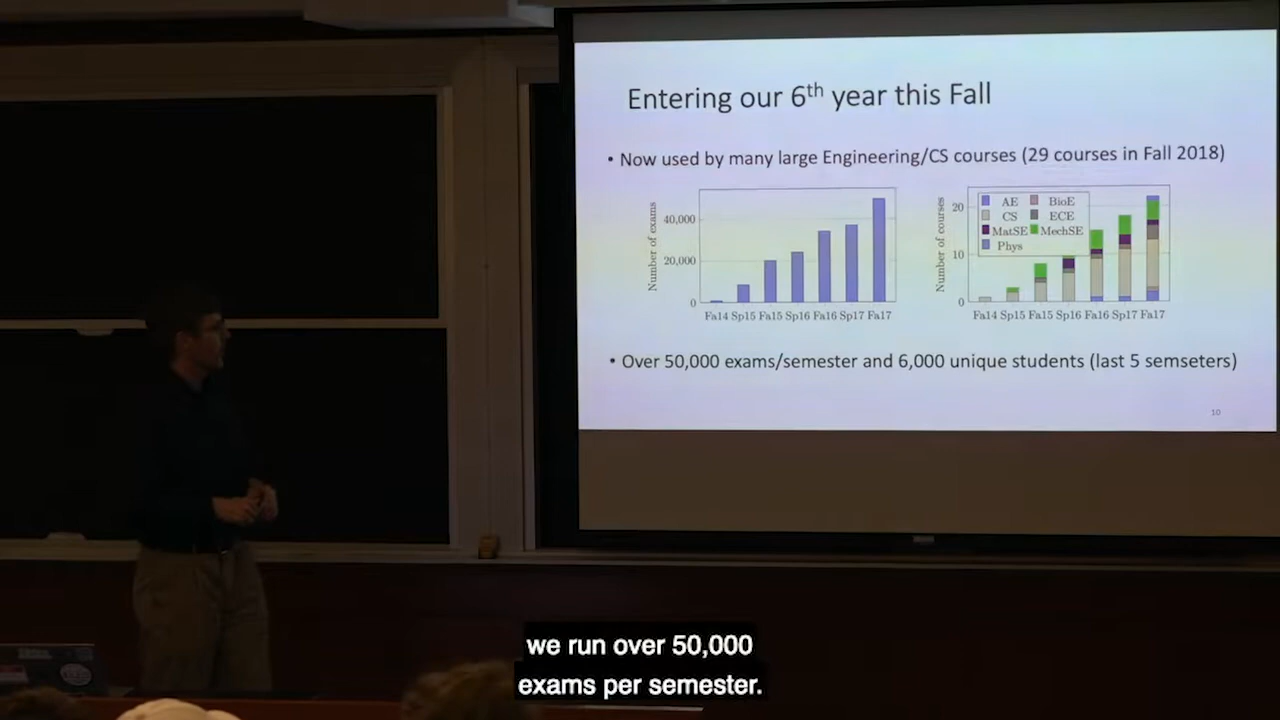 Entering our 6th year this Fall
• Now used by many large Engineering/CS courses (29 courses in Fall 2018)
Number of exams
40,000
20,000
0
Fa14 Sp15 Fa15 Sp16 Fa16 Sp17 Fa17
Number of courses
20
10
0
AE BioE
CS ECE
MatSE MechSE
Phys
Fa14 Sp15 Fa15 Sp16 Fa16 Sp17 Fa17
• Over 50,000 exams/semester and 6,000 unique students (last 5 semseters)
10
we run over 50,000
exams per semester.